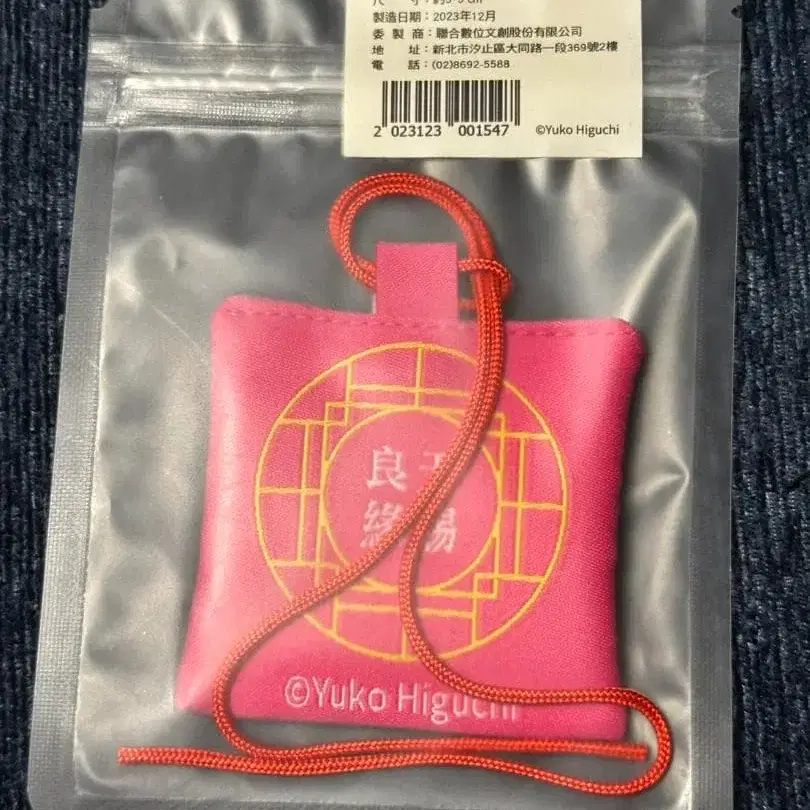 製造日期：2023年12月
委 製 商：聯合數位文創股份有限公司
地　　址：新北市汐止區大同路一段369號2樓
電　　話：(02)8692-5588
2 023123 001547
©Yuko Higuchi
良緣
©Yuko Higuchi